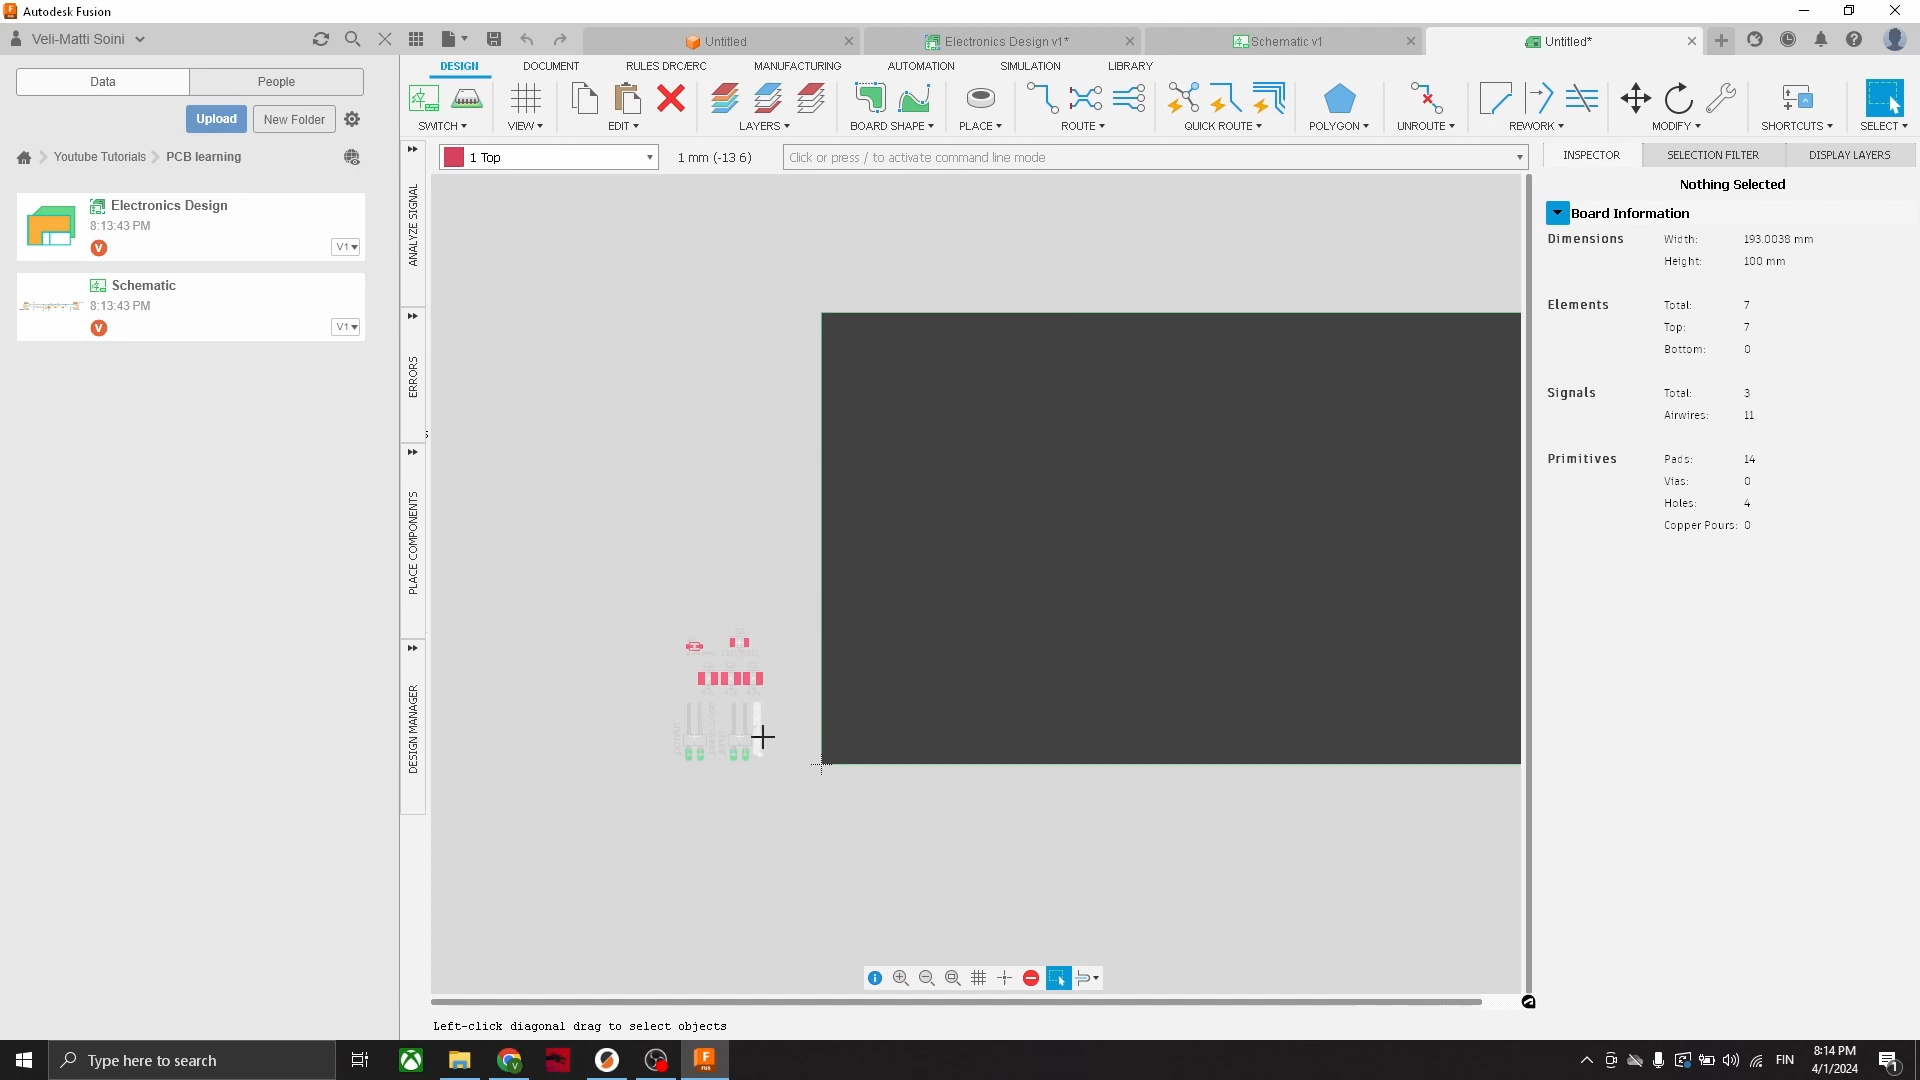 Autodesk Fusion
Veli-Matti Soini
Untitled
Electronics Design v1*
Schematic v1
Untitled*
Data
People
Upload
New Folder
Youtube Tutorials
PCB learning
Electronics Design
8:13:43 PM
V
V1
Schematic
8:13:43 PM
V
V1
DESIGN
DOCUMENT
RULES DRC/ERC
MANUFACTURING
AUTOMATION
SIMULATION
LIBRARY
SWITCH
VIEW
EDIT
LAYERS
BOARD SHAPE
PLACE
ROUTE
QUICK ROUTE
POLYGON
UNROUTE
REWORK
MODIFY
SHORTCUTS
SELECT
1 Top
1 mm (-13 6)
Click or press / to activate command line mode
ANALYZE SIGNAL
ERRORS
PLACE COMPONENTS
DESIGN MANAGER
INSPECTOR
SELECTION FILTER
DISPLAY LAYERS
Nothing Selected
Board Information
Dimensions Width: 193.0038 mm
Height: 100 mm
Elements Total: 7
Top: 7
Bottom: 0
Signals Total: 3
Airwires: 11
Primitives Pads: 14
Vias: 0
Holes: 4
Copper Pours: 0
Left-click diagonal drag to select objects
Type here to search
FIN
8:14 PM
4/1/2024
1